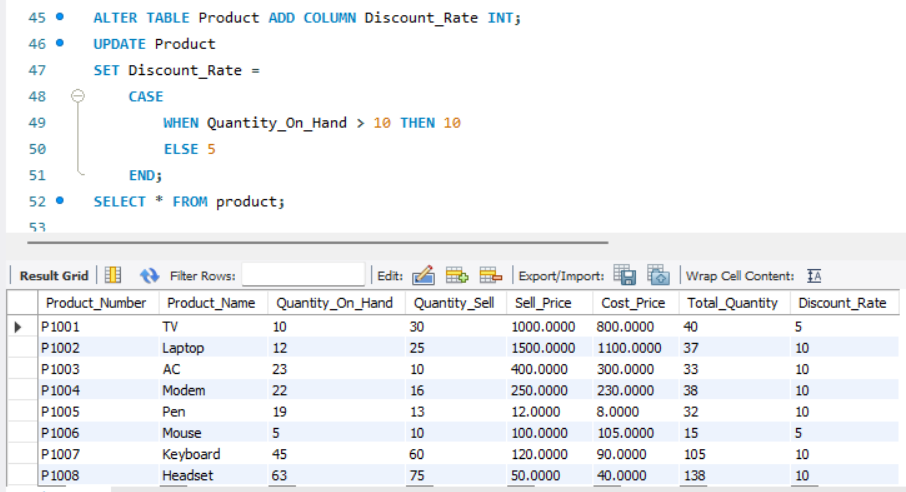 45 ALTER TABLE Product ADD COLUMN Discount_Rate INT;
46 UPDATE Product
47 SET Discount_Rate =
48 CASE
49 WHEN Quantity_On_Hand > 10 THEN 10
50 ELSE 5
51 END;
52 SELECT * FROM product;
53
Result Grid Filter Rows: Edit: Export/Import: Wrap Cell Content: IA
Product_Number Product_Name Quantity_On_Hand Quantity_Sell Sell_Price Cost_Price Total_Quantity Discount_Rate
P1001 TV 10 30 1000.0000 800.0000 40 5
P1002 Laptop 12 25 1500.0000 1100.0000 37 10
P1003 AC 23 10 400.0000 300.0000 33 10
P1004 Modem 22 16 250.0000 230.0000 38 10
P1005 Pen 19 13 12.0000 8.0000 32 10
P1006 Mouse 5 10 100.0000 105.0000 15 5
P1007 Keyboard 45 60 120.0000 90.0000 105 10
P1008 Headset 63 75 50.0000 40.0000 138 10